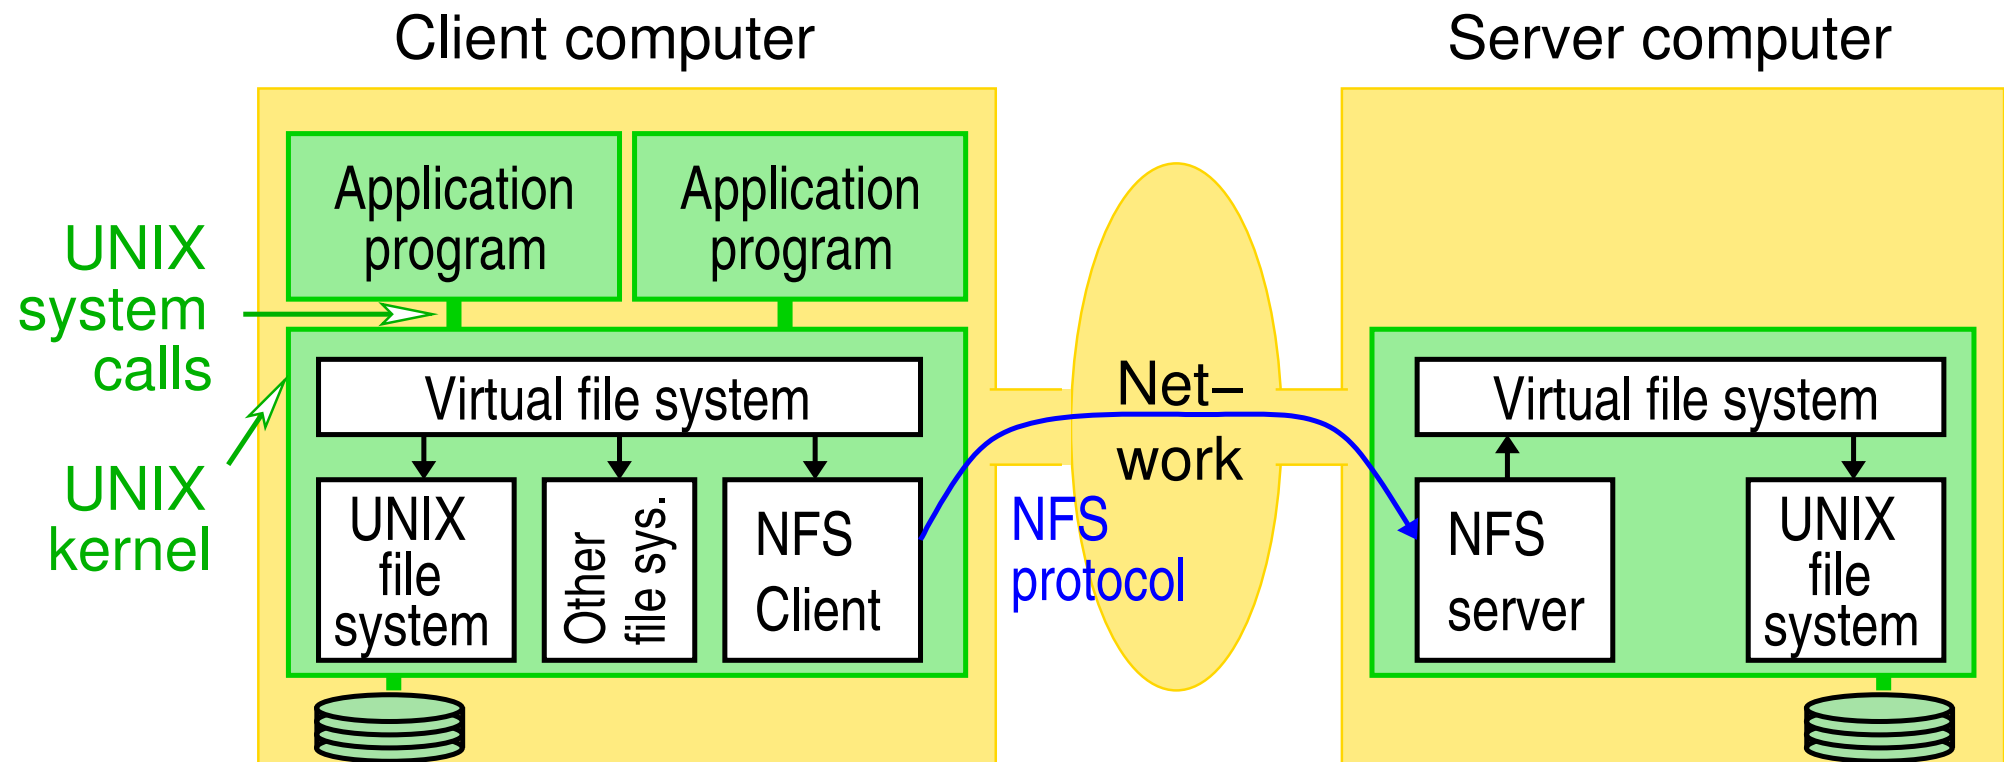 Client computer
Server computer
Application
program
Application
program
UNIX
system
calls
Virtual file system
UNIX
kernel
UNIX
file
system
Other
file sys.
NFS
Client
Net–
work
NFS
protocol
Virtual file system
NFS
server
UNIX
file
system